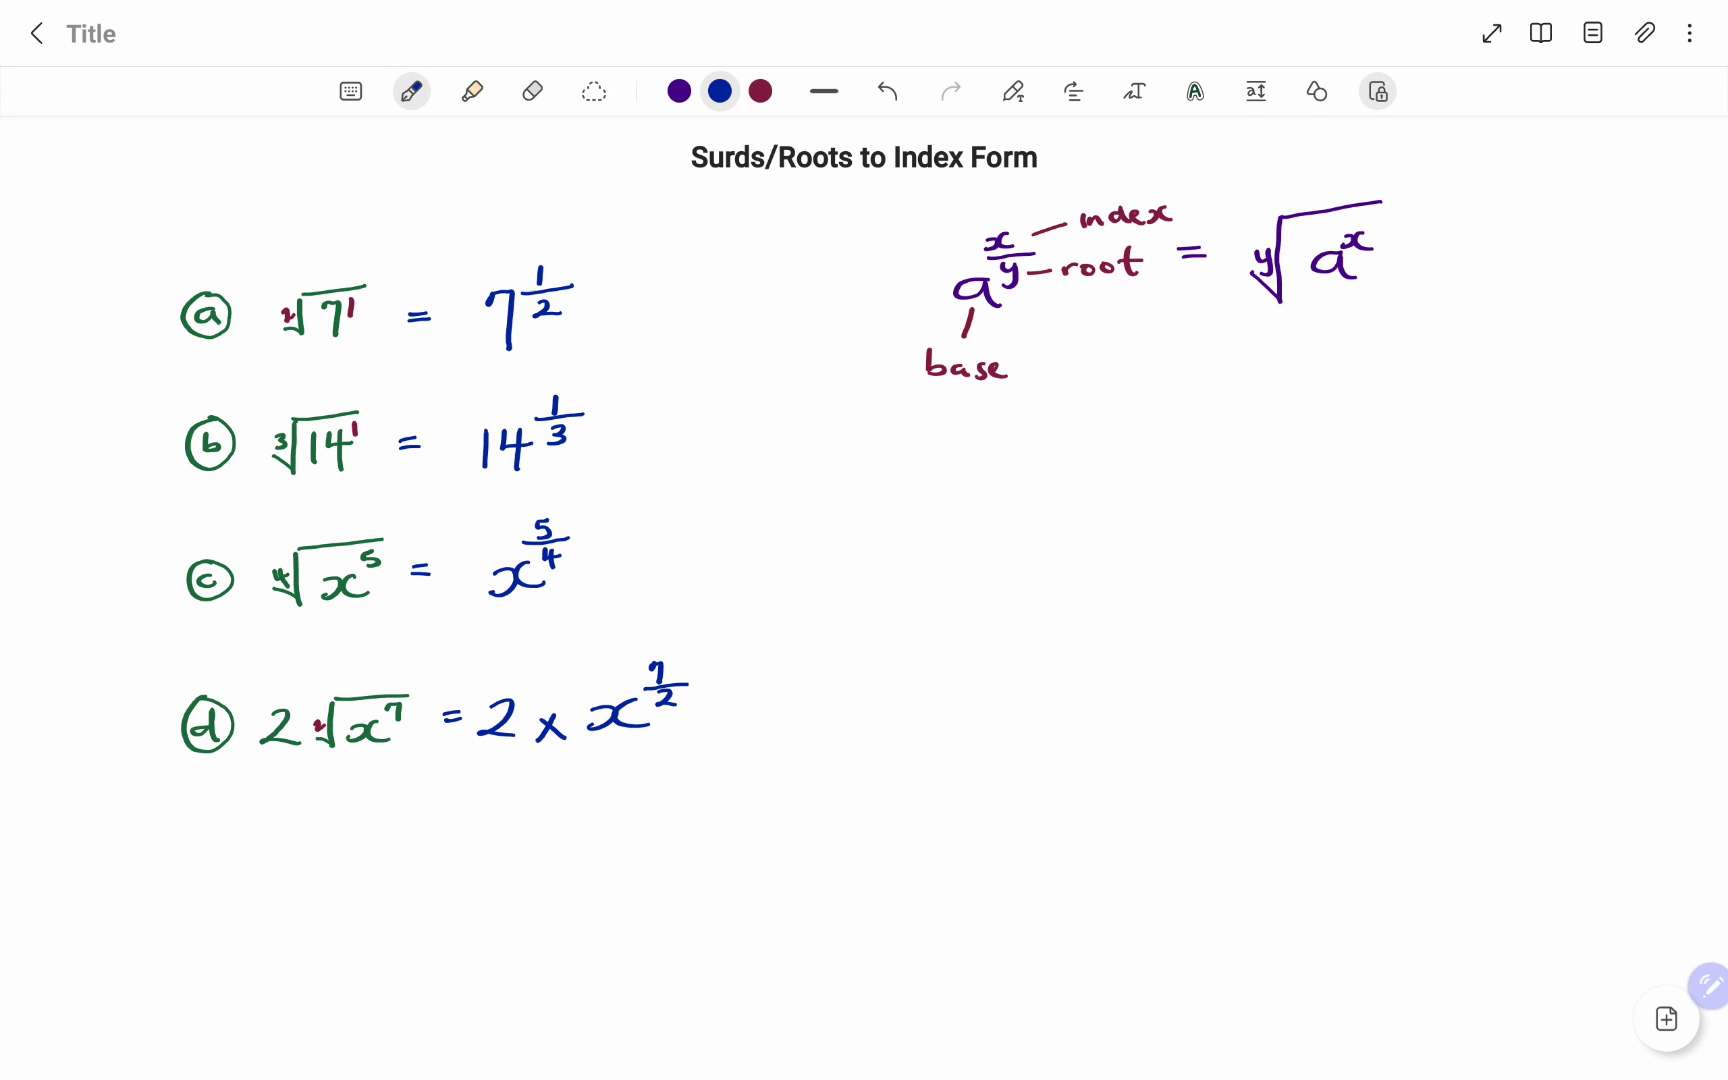 Title
Surds/Roots to Index Form
a^(x/y) = ʸ√(aˣ)
index
root
base
ⓐ ²√(7¹) = 7^(1/2)
ⓑ ³√(14¹) = 14^(1/3)
ⓒ ⁴√(x⁵) = x^(5/4)
ⓓ 2 ²√(x⁷) = 2 × x^(7/2)